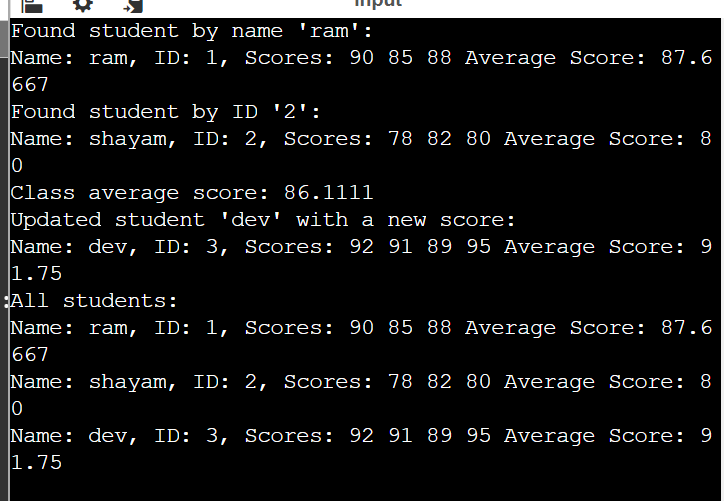 input
Found student by name 'ram':
Name: ram, ID: 1, Scores: 90 85 88 Average Score: 87.6
667
Found student by ID '2':
Name: shayam, ID: 2, Scores: 78 82 80 Average Score: 8
0
Class average score: 86.1111
Updated student 'dev' with a new score:
Name: dev, ID: 3, Scores: 92 91 89 95 Average Score: 9
1.75
:All students:
Name: ram, ID: 1, Scores: 90 85 88 Average Score: 87.6
667
Name: shayam, ID: 2, Scores: 78 82 80 Average Score: 8
0
Name: dev, ID: 3, Scores: 92 91 89 95 Average Score: 9
1.75